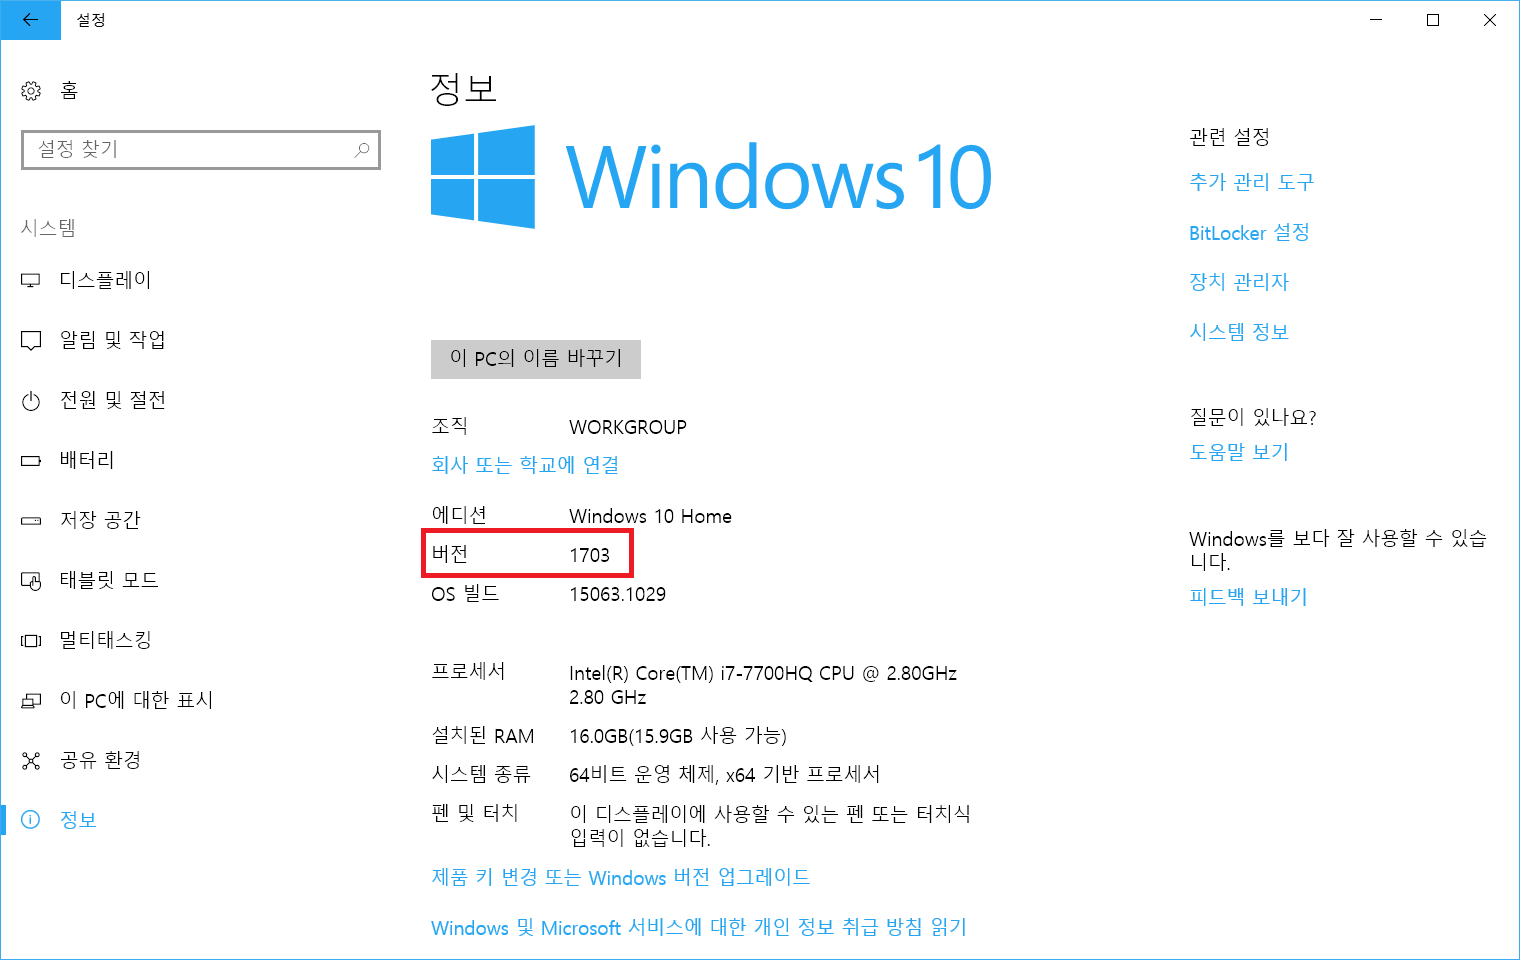 설정
홈
설정 찾기
시스템
디스플레이
알림 및 작업
전원 및 절전
배터리
저장 공간
태블릿 모드
멀티태스킹
이 PC에 대한 표시
공유 환경
정보
정보
Windows 10
이 PC의 이름 바꾸기
조직 WORKGROUP
회사 또는 학교에 연결
에디션 Windows 10 Home
버전 1703
OS 빌드 15063.1029
프로세서 Intel(R) Core(TM) i7-7700HQ CPU @ 2.80GHz
2.80 GHz
설치된 RAM 16.0GB(15.9GB 사용 가능)
시스템 종류 64비트 운영 체제, x64 기반 프로세서
펜 및 터치 이 디스플레이에 사용할 수 있는 펜 또는 터치식
입력이 없습니다.
제품 키 변경 또는 Windows 버전 업그레이드
Windows 및 Microsoft 서비스에 대한 개인 정보 취급 방침 읽기
관련 설정
추가 관리 도구
BitLocker 설정
장치 관리자
시스템 정보
질문이 있나요?
도움말 보기
Windows를 보다 잘 사용할 수 있습
니다.
피드백 보내기